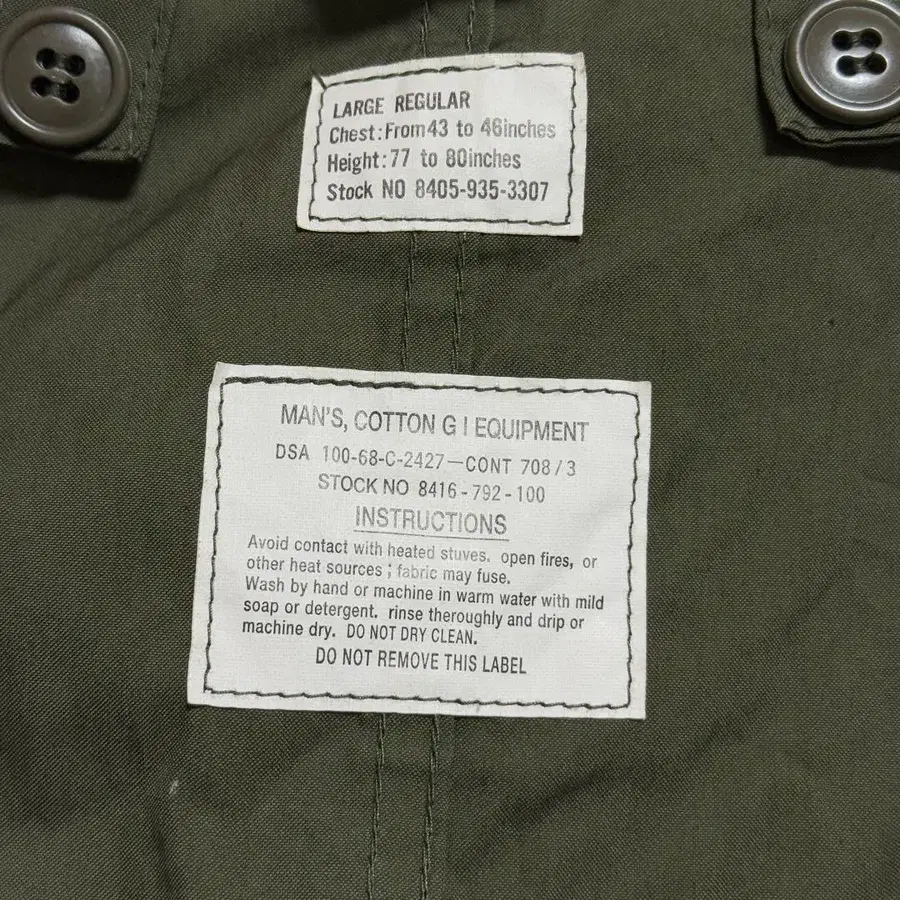 LARGE REGULAR
Chest:From 43 to 46inches
Height:77 to 80inches
Stock NO 8405-935-3307
MAN'S, COTTON G I EQUIPMENT
DSA 100-68-C-2427—CONT 708/3
STOCK NO 8416-792-100
INSTRUCTIONS
Avoid contact with heated stuves. open fires, or
other heat sources ; fabric may fuse.
Wash by hand or machine in warm water with mild
soap or detergent. rinse thoroughly and drip or
machine dry. DO NOT DRY CLEAN.
DO NOT REMOVE THIS LABEL